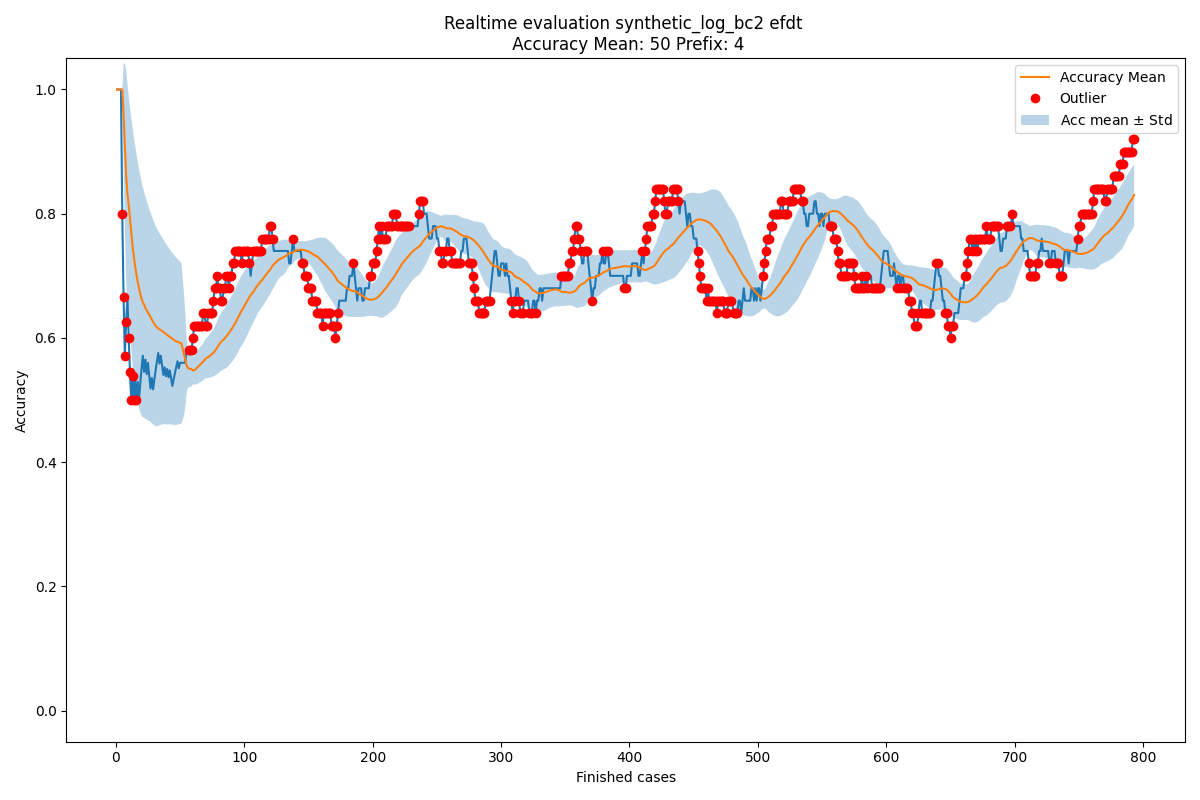 Realtime evaluation synthetic_log_bc2 efdt
Accuracy Mean: 50 Prefix: 4
Accuracy Mean
Outlier
Acc mean ± Std
1.0
0.8
0.6
0.4
0.2
0.0
Accuracy
0 100 200 300 400 500 600 700 800
Finished cases